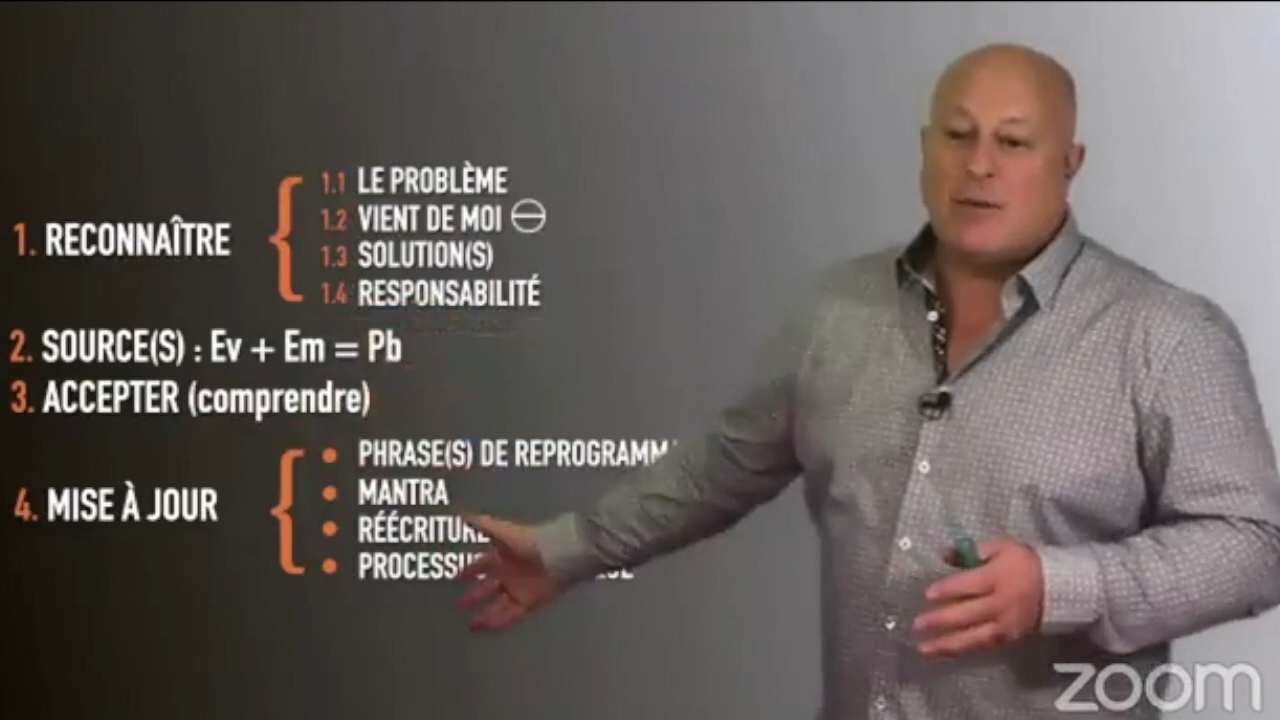 1. RECONNAÎTRE
1.1 LE PROBLÈME
1.2 VIENT DE MOI
1.3 SOLUTION(S)
1.4 RESPONSABILITÉ
2. SOURCE(S) : Ev + Em = Pb
3. ACCEPTER (comprendre)
4. MISE À JOUR
• PHRASE(S) DE REPROGRAMM
• MANTRA
• RÉÉCRITURE
• PROCESSUS
zoom